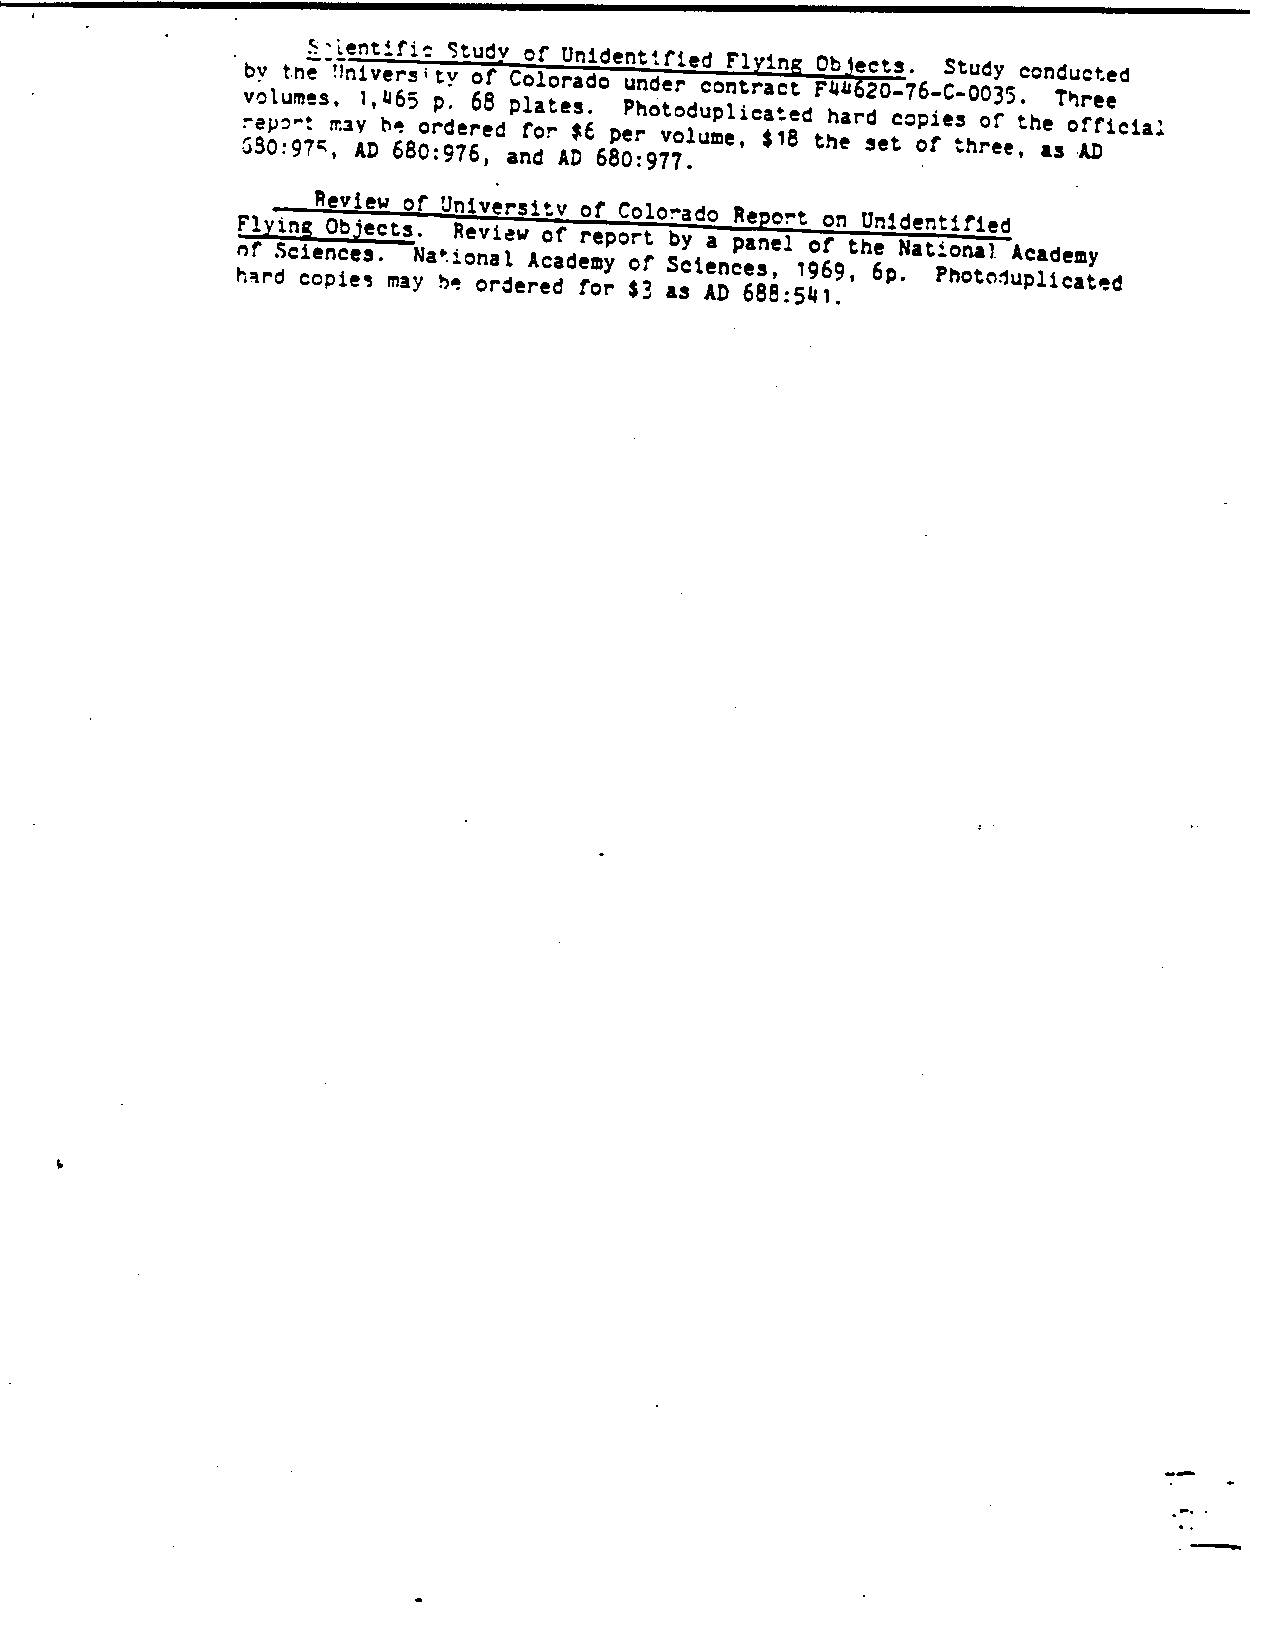 Scientific Study of Unidentified Flying Objects. Study conducted
by the University of Colorado under contract F44620-76-C-0035. Three
volumes, 1,465 p. 68 plates. Photoduplicated hard copies of the official
report may be ordered for $6 per volume, $18 the set of three, as AD
680:975, AD 680:976, and AD 680:977.
Review of University of Colorado Report on Unidentified
Flying Objects. Review of report by a panel of the National Academy
of Sciences. National Academy of Sciences, 1969, 6p. Photoduplicated
hard copies may be ordered for $3 as AD 688:541.